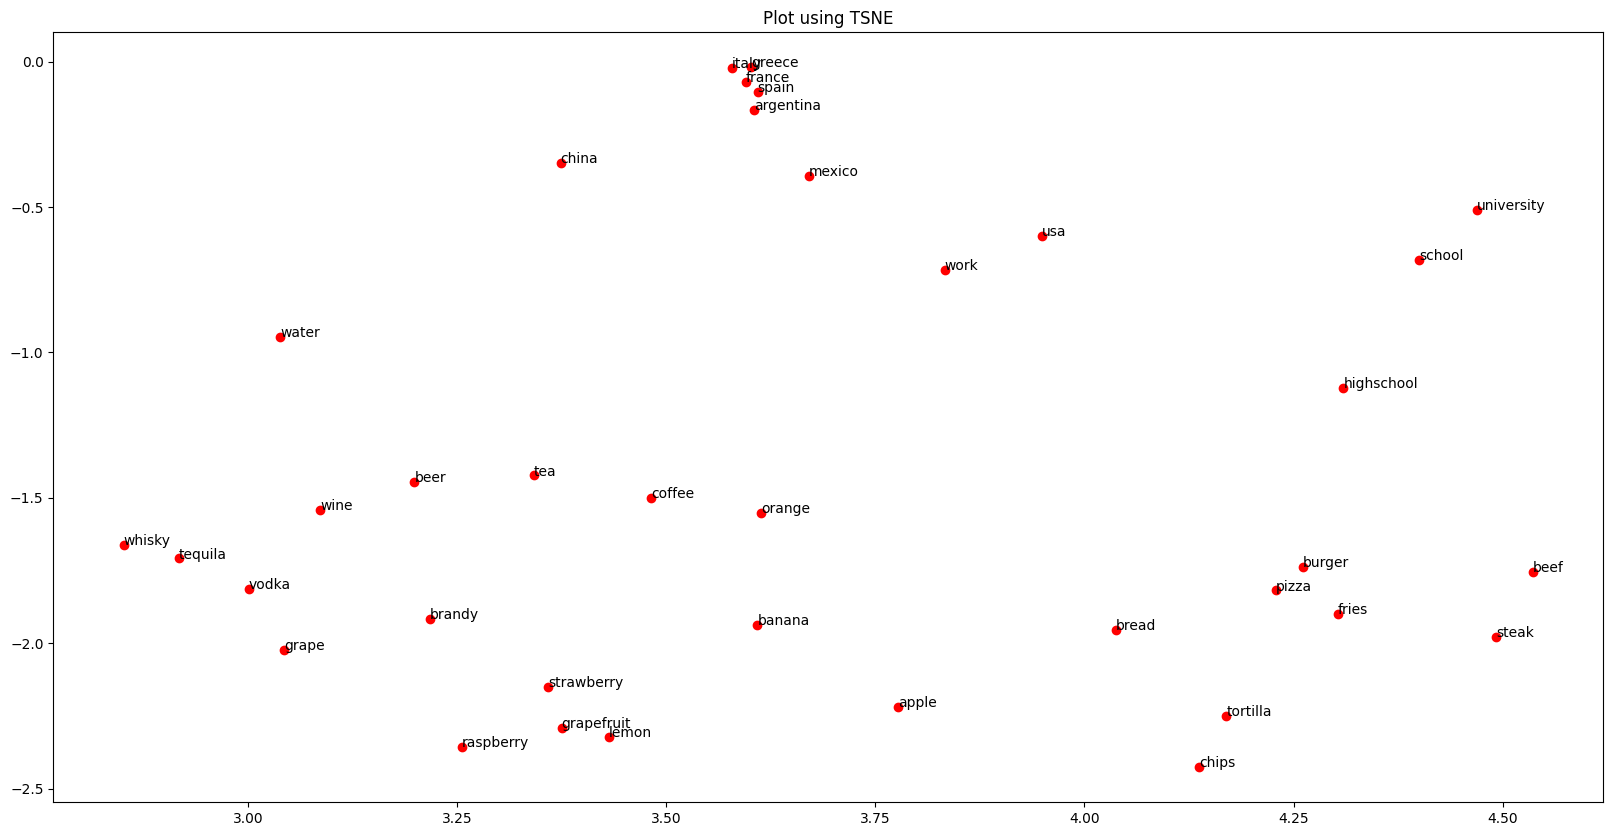 Plot using TSNE
0.0
−0.5
−1.0
−1.5
−2.0
−2.5
italy
greece
france
spain
argentina
china
mexico
university
usa
school
work
water
highschool
tea
beer
coffee
wine
orange
whisky
tequila
burger
beef
vodka
pizza
fries
brandy
banana
bread
steak
grape
strawberry
apple
tortilla
grapefruit
lemon
raspberry
chips
3.00
3.25
3.50
3.75
4.00
4.25
4.50